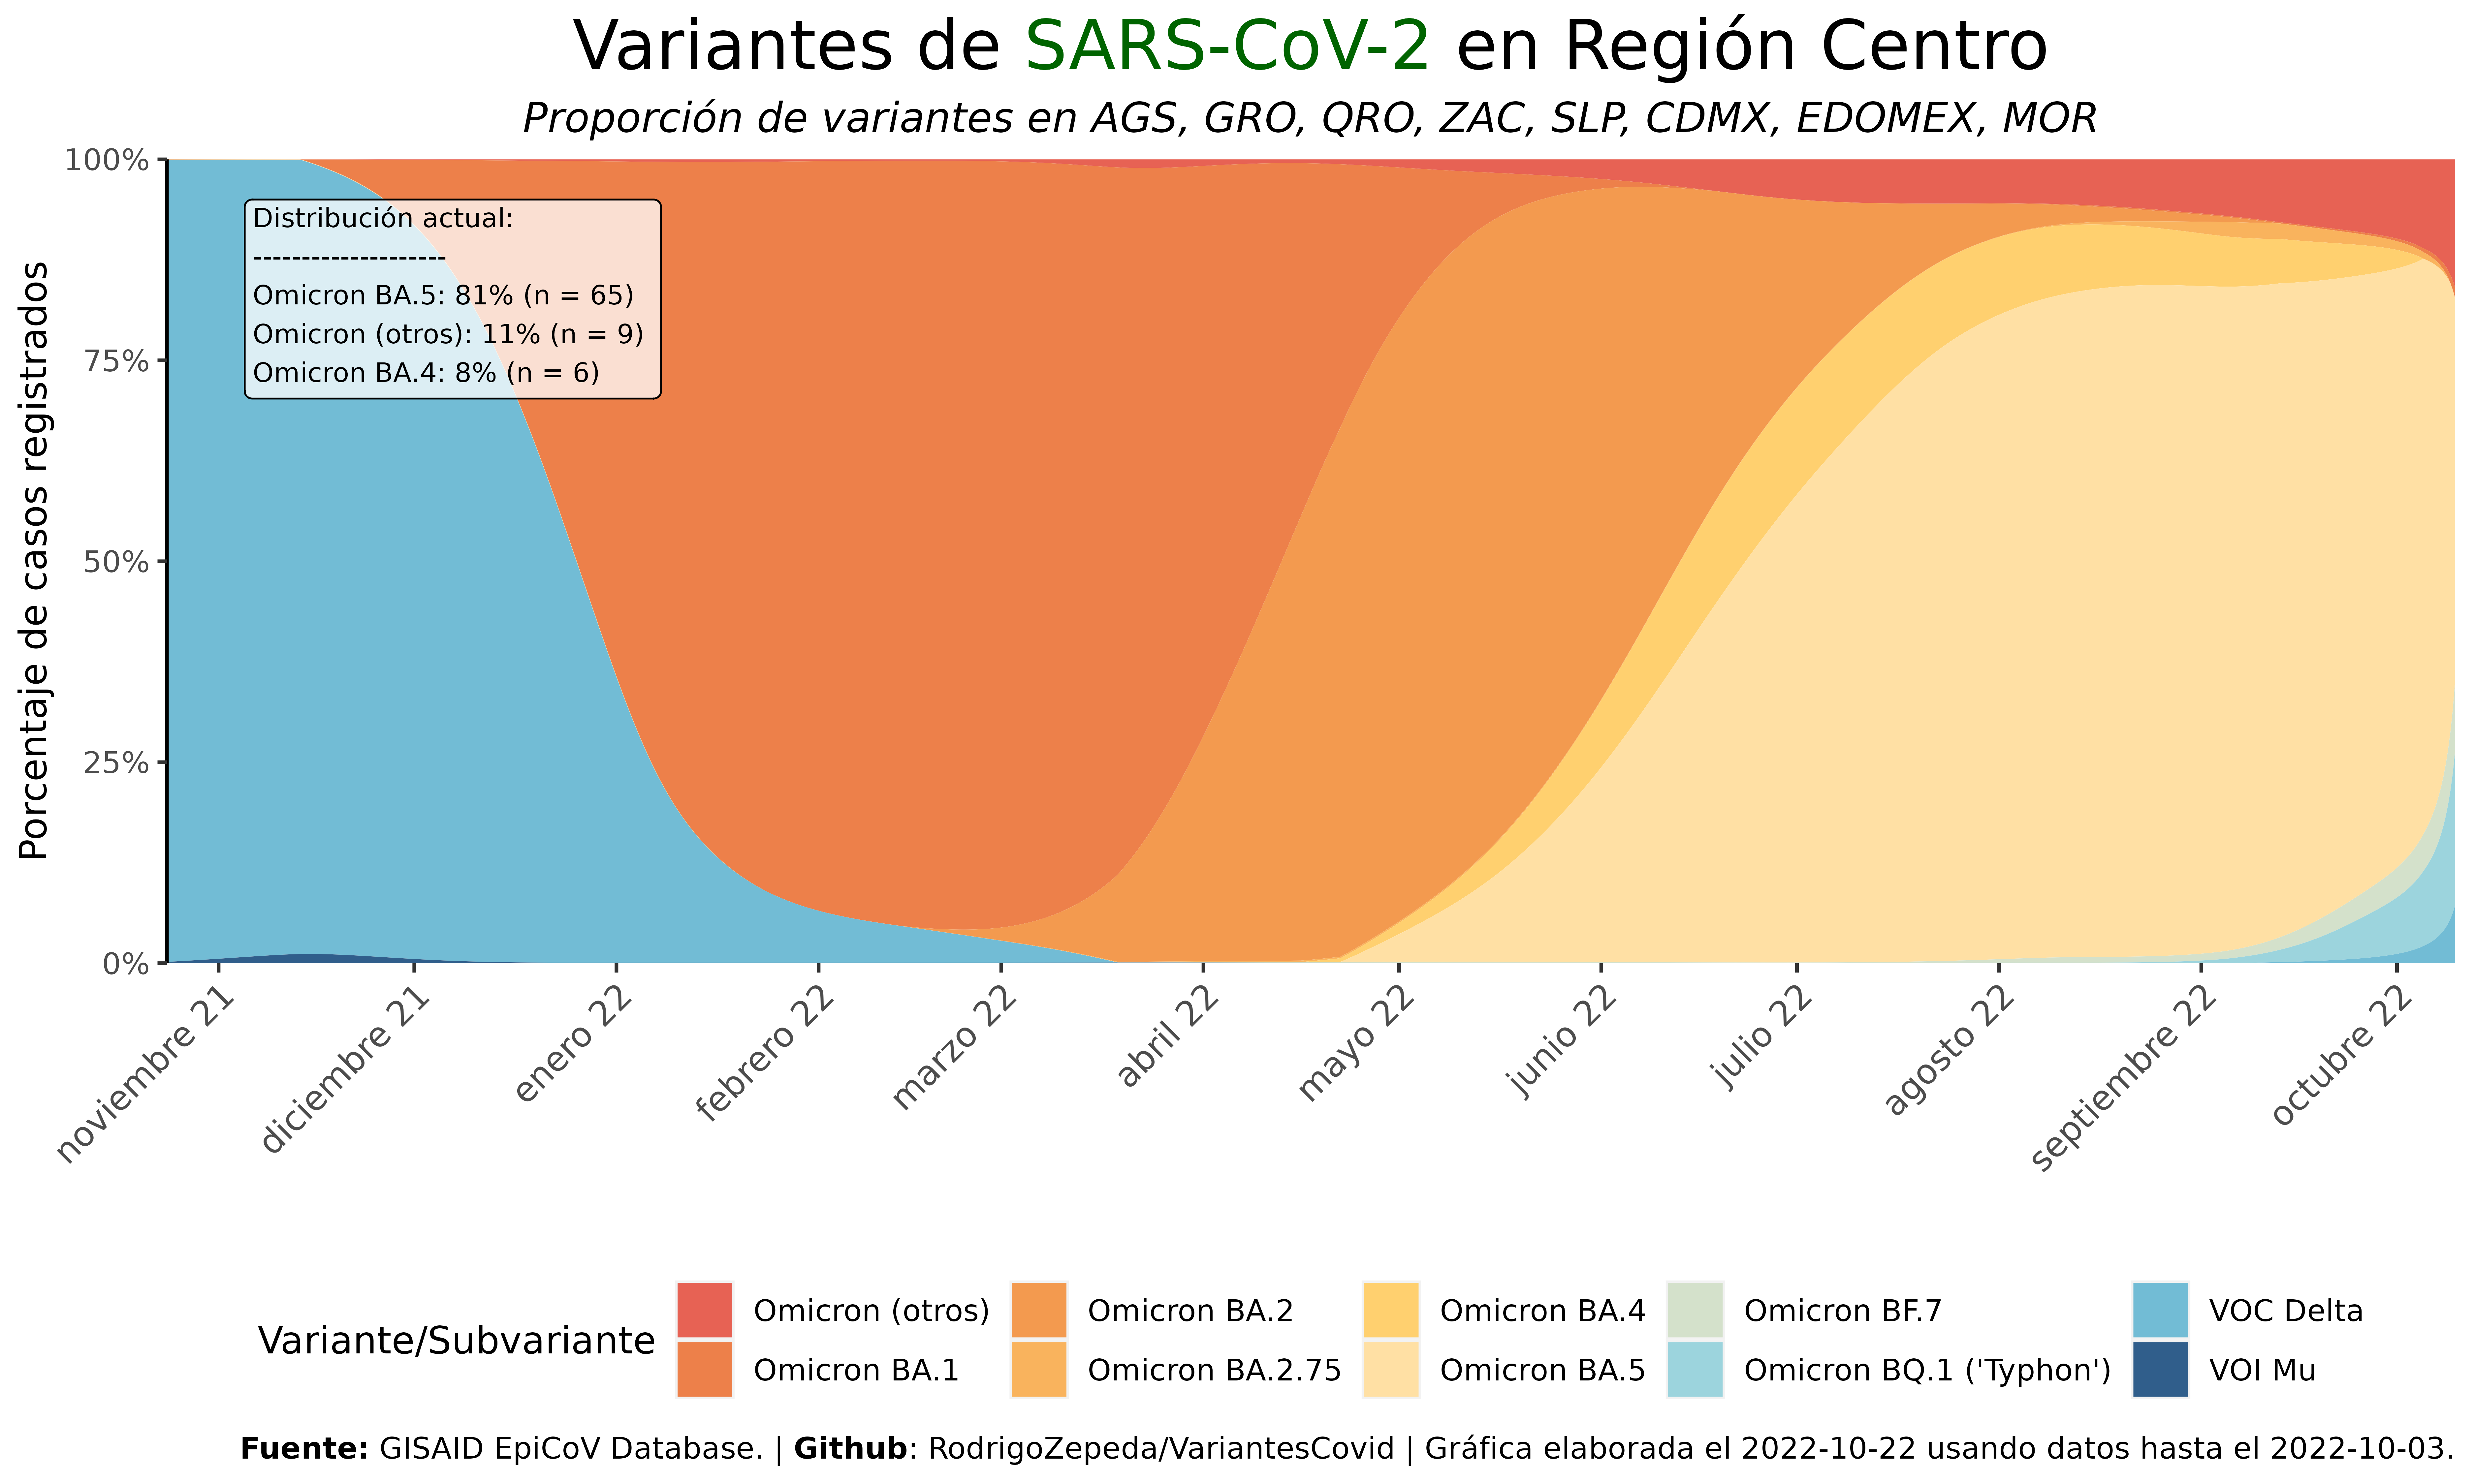 Variantes de SARS-CoV-2 en Región Centro
Proporción de variantes en AGS, GRO, QRO, ZAC, SLP, CDMX, EDOMEX, MOR
Porcentaje de casos registrados
100%
75%
50%
25%
0%
Distribución actual:
--------------------
Omicron BA.5: 81% (n = 65)
Omicron (otros): 11% (n = 9)
Omicron BA.4: 8% (n = 6)
noviembre 21
diciembre 21
enero 22
febrero 22
marzo 22
abril 22
mayo 22
junio 22
julio 22
agosto 22
septiembre 22
octubre 22
Variante/Subvariante
Omicron (otros)
Omicron BA.1
Omicron BA.2
Omicron BA.2.75
Omicron BA.4
Omicron BA.5
Omicron BF.7
Omicron BQ.1 ('Typhon')
VOC Delta
VOI Mu
Fuente: GISAID EpiCoV Database. | Github: RodrigoZepeda/VariantesCovid | Gráfica elaborada el 2022-10-22 usando datos hasta el 2022-10-03.